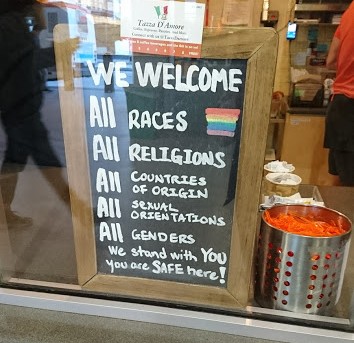 Tazza D'Amore
WE WELCOME
All RACES
All RELIGIONS
All COUNTRIES
OF ORIGIN
All SEXUAL
ORIENTATIONS
All GENDERS
We stand with YOU
you are SAFE here!